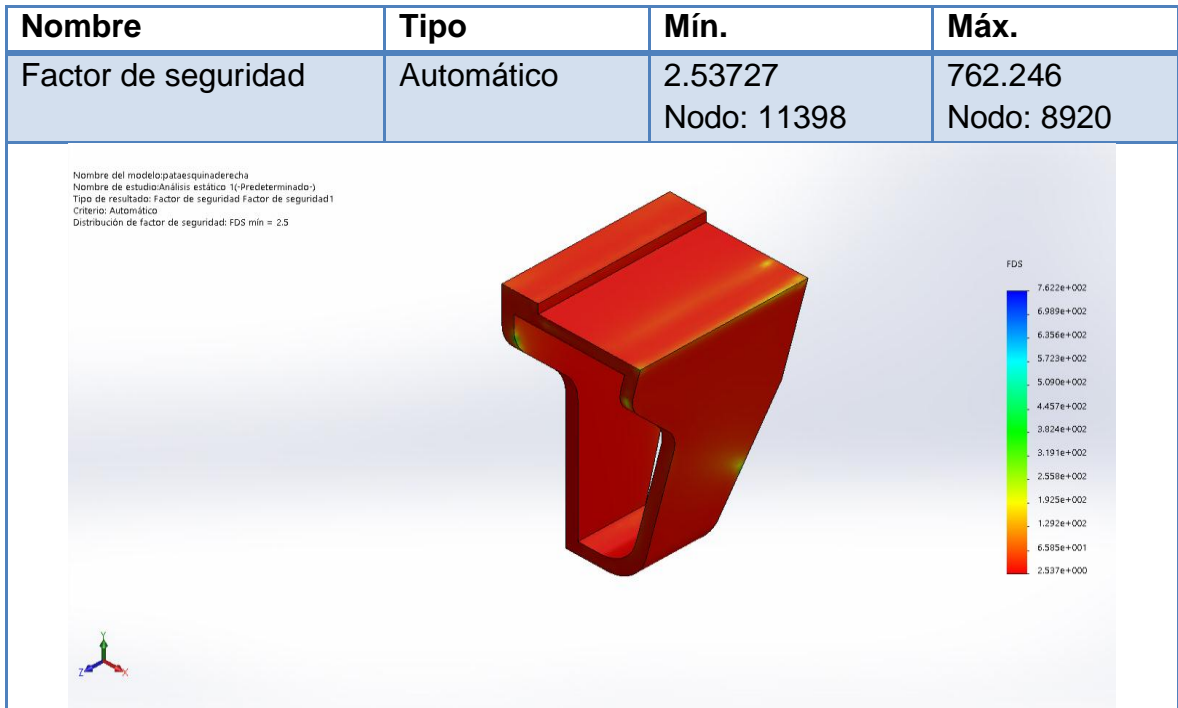 Nombre Tipo Mín. Máx.
Factor de seguridad Automático 2.53727 762.246
Nodo: 11398 Nodo: 8920
Nombre del modelo:pataesquinaderecha
Nombre de estudio:Análisis estático 1(-Predeterminado-)
Tipo de resultado: Factor de seguridad Factor de seguridad1
Criterio: Automático
Distribución de factor de seguridad: FDS mín = 2.5
FDS
7.622e+002
6.989e+002
6.356e+002
5.723e+002
5.090e+002
4.457e+002
3.824e+002
3.191e+002
2.558e+002
1.925e+002
1.292e+002
6.585e+001
2.537e+000
Y
Z X